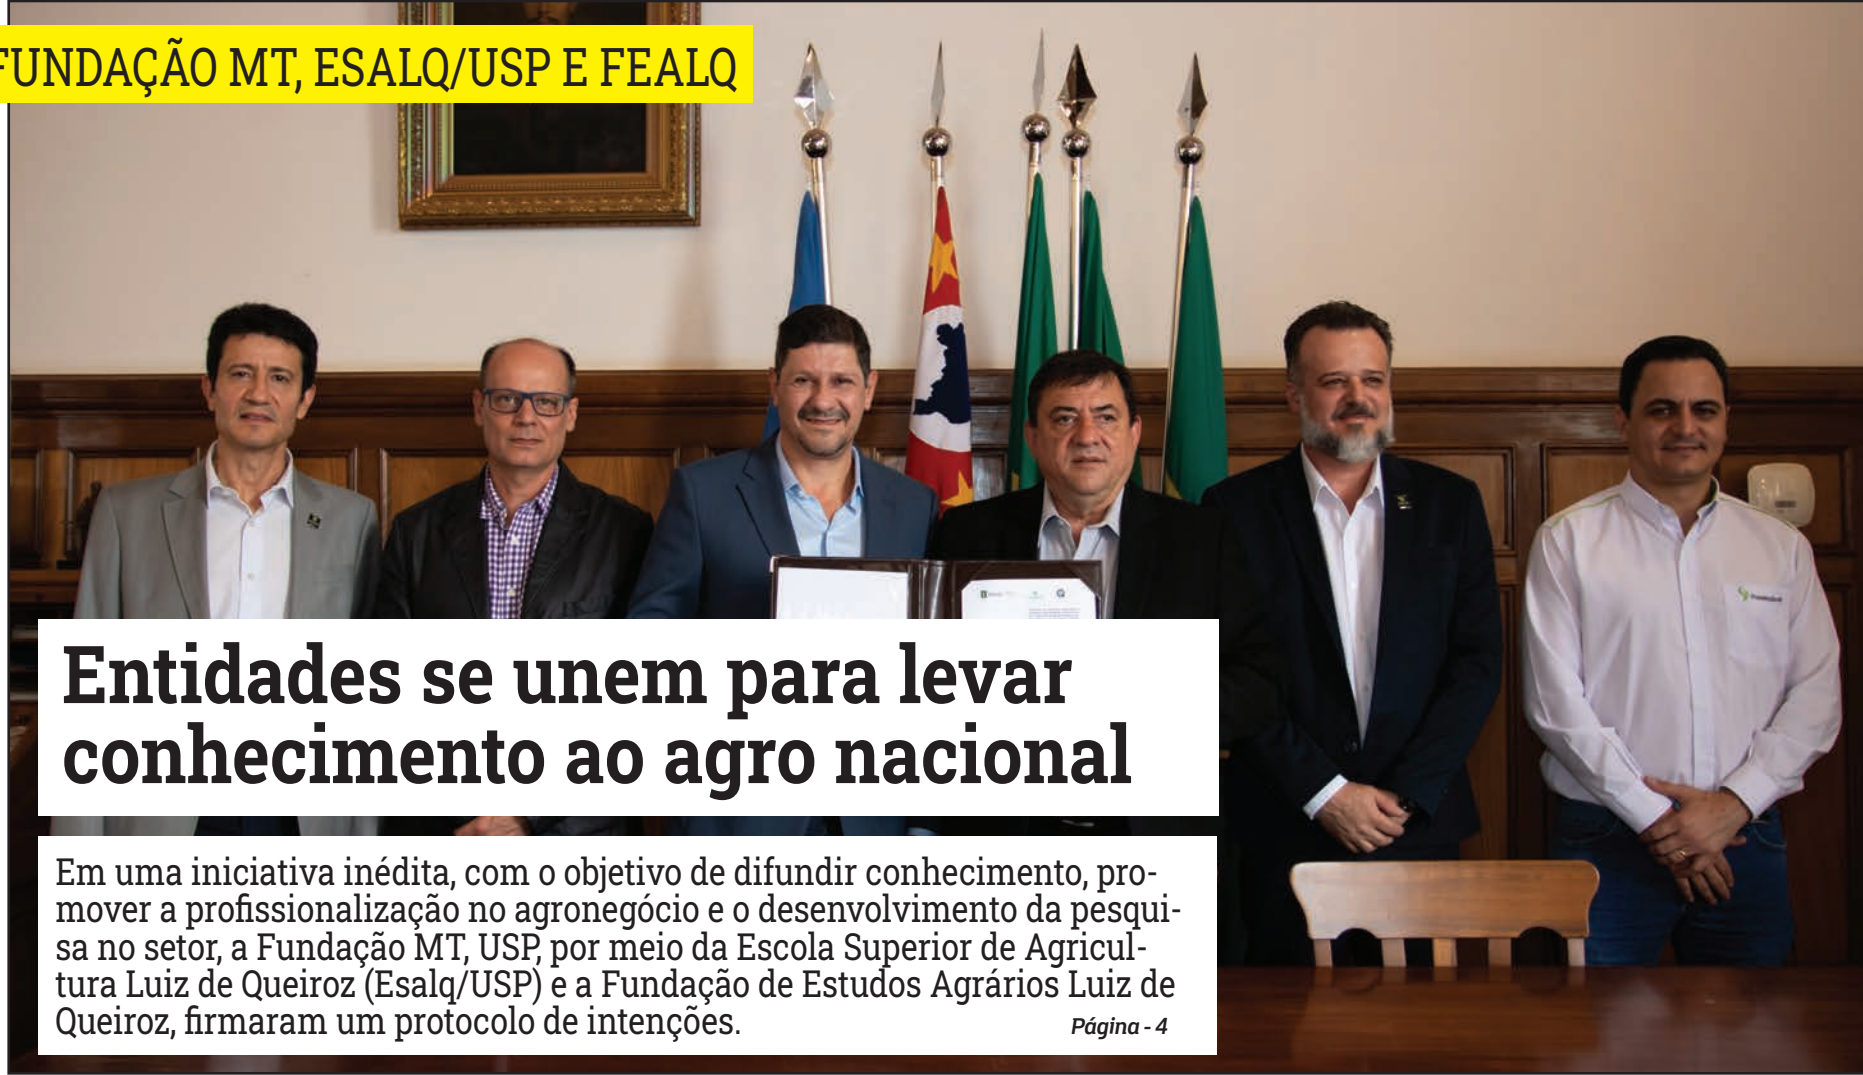 FUNDAÇÃO MT, ESALQ/USP E FEALQ
Entidades se unem para levar
conhecimento ao agro nacional
Em uma iniciativa inédita, com o objetivo de difundir conhecimento, pro-
mover a profissionalização no agronegócio e o desenvolvimento da pesqui-
sa no setor, a Fundação MT, USP, por meio da Escola Superior de Agricul-
tura Luiz de Queiroz (Esalq/USP) e a Fundação de Estudos Agrários Luiz de
Queiroz, firmaram um protocolo de intenções.
Página - 4